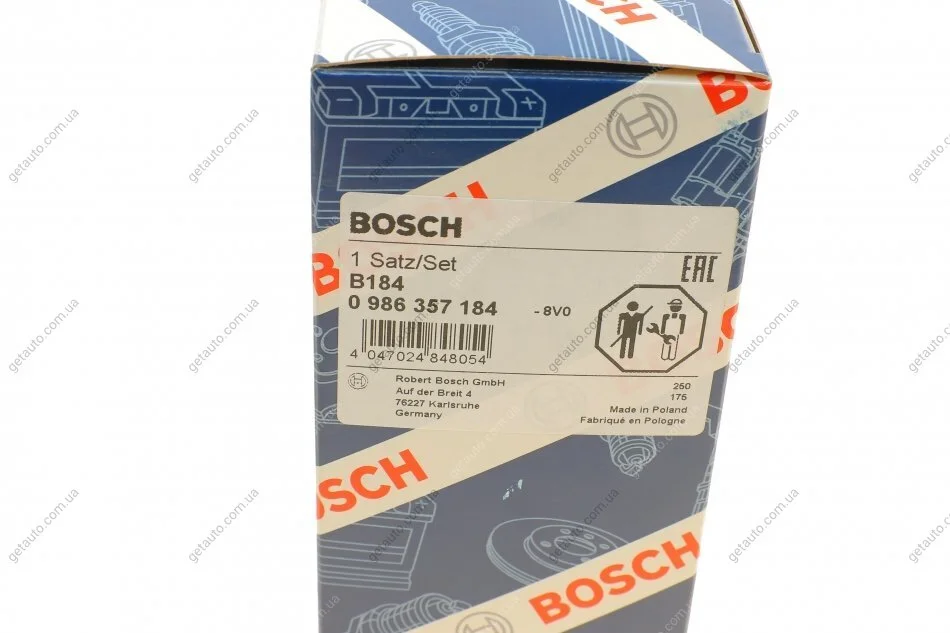 BOSCH
BOSCH
BOSCH
1 Satz/Set
B184
0 986 357 184 -8V0
EAC
4 047024 848054
Robert Bosch GmbH
Auf der Breit 4
76227 Karlsruhe
Germany
250
175
Made in Poland
Fabriqué en Pologne
BOSCH
BOSCH
getauto.com.ua